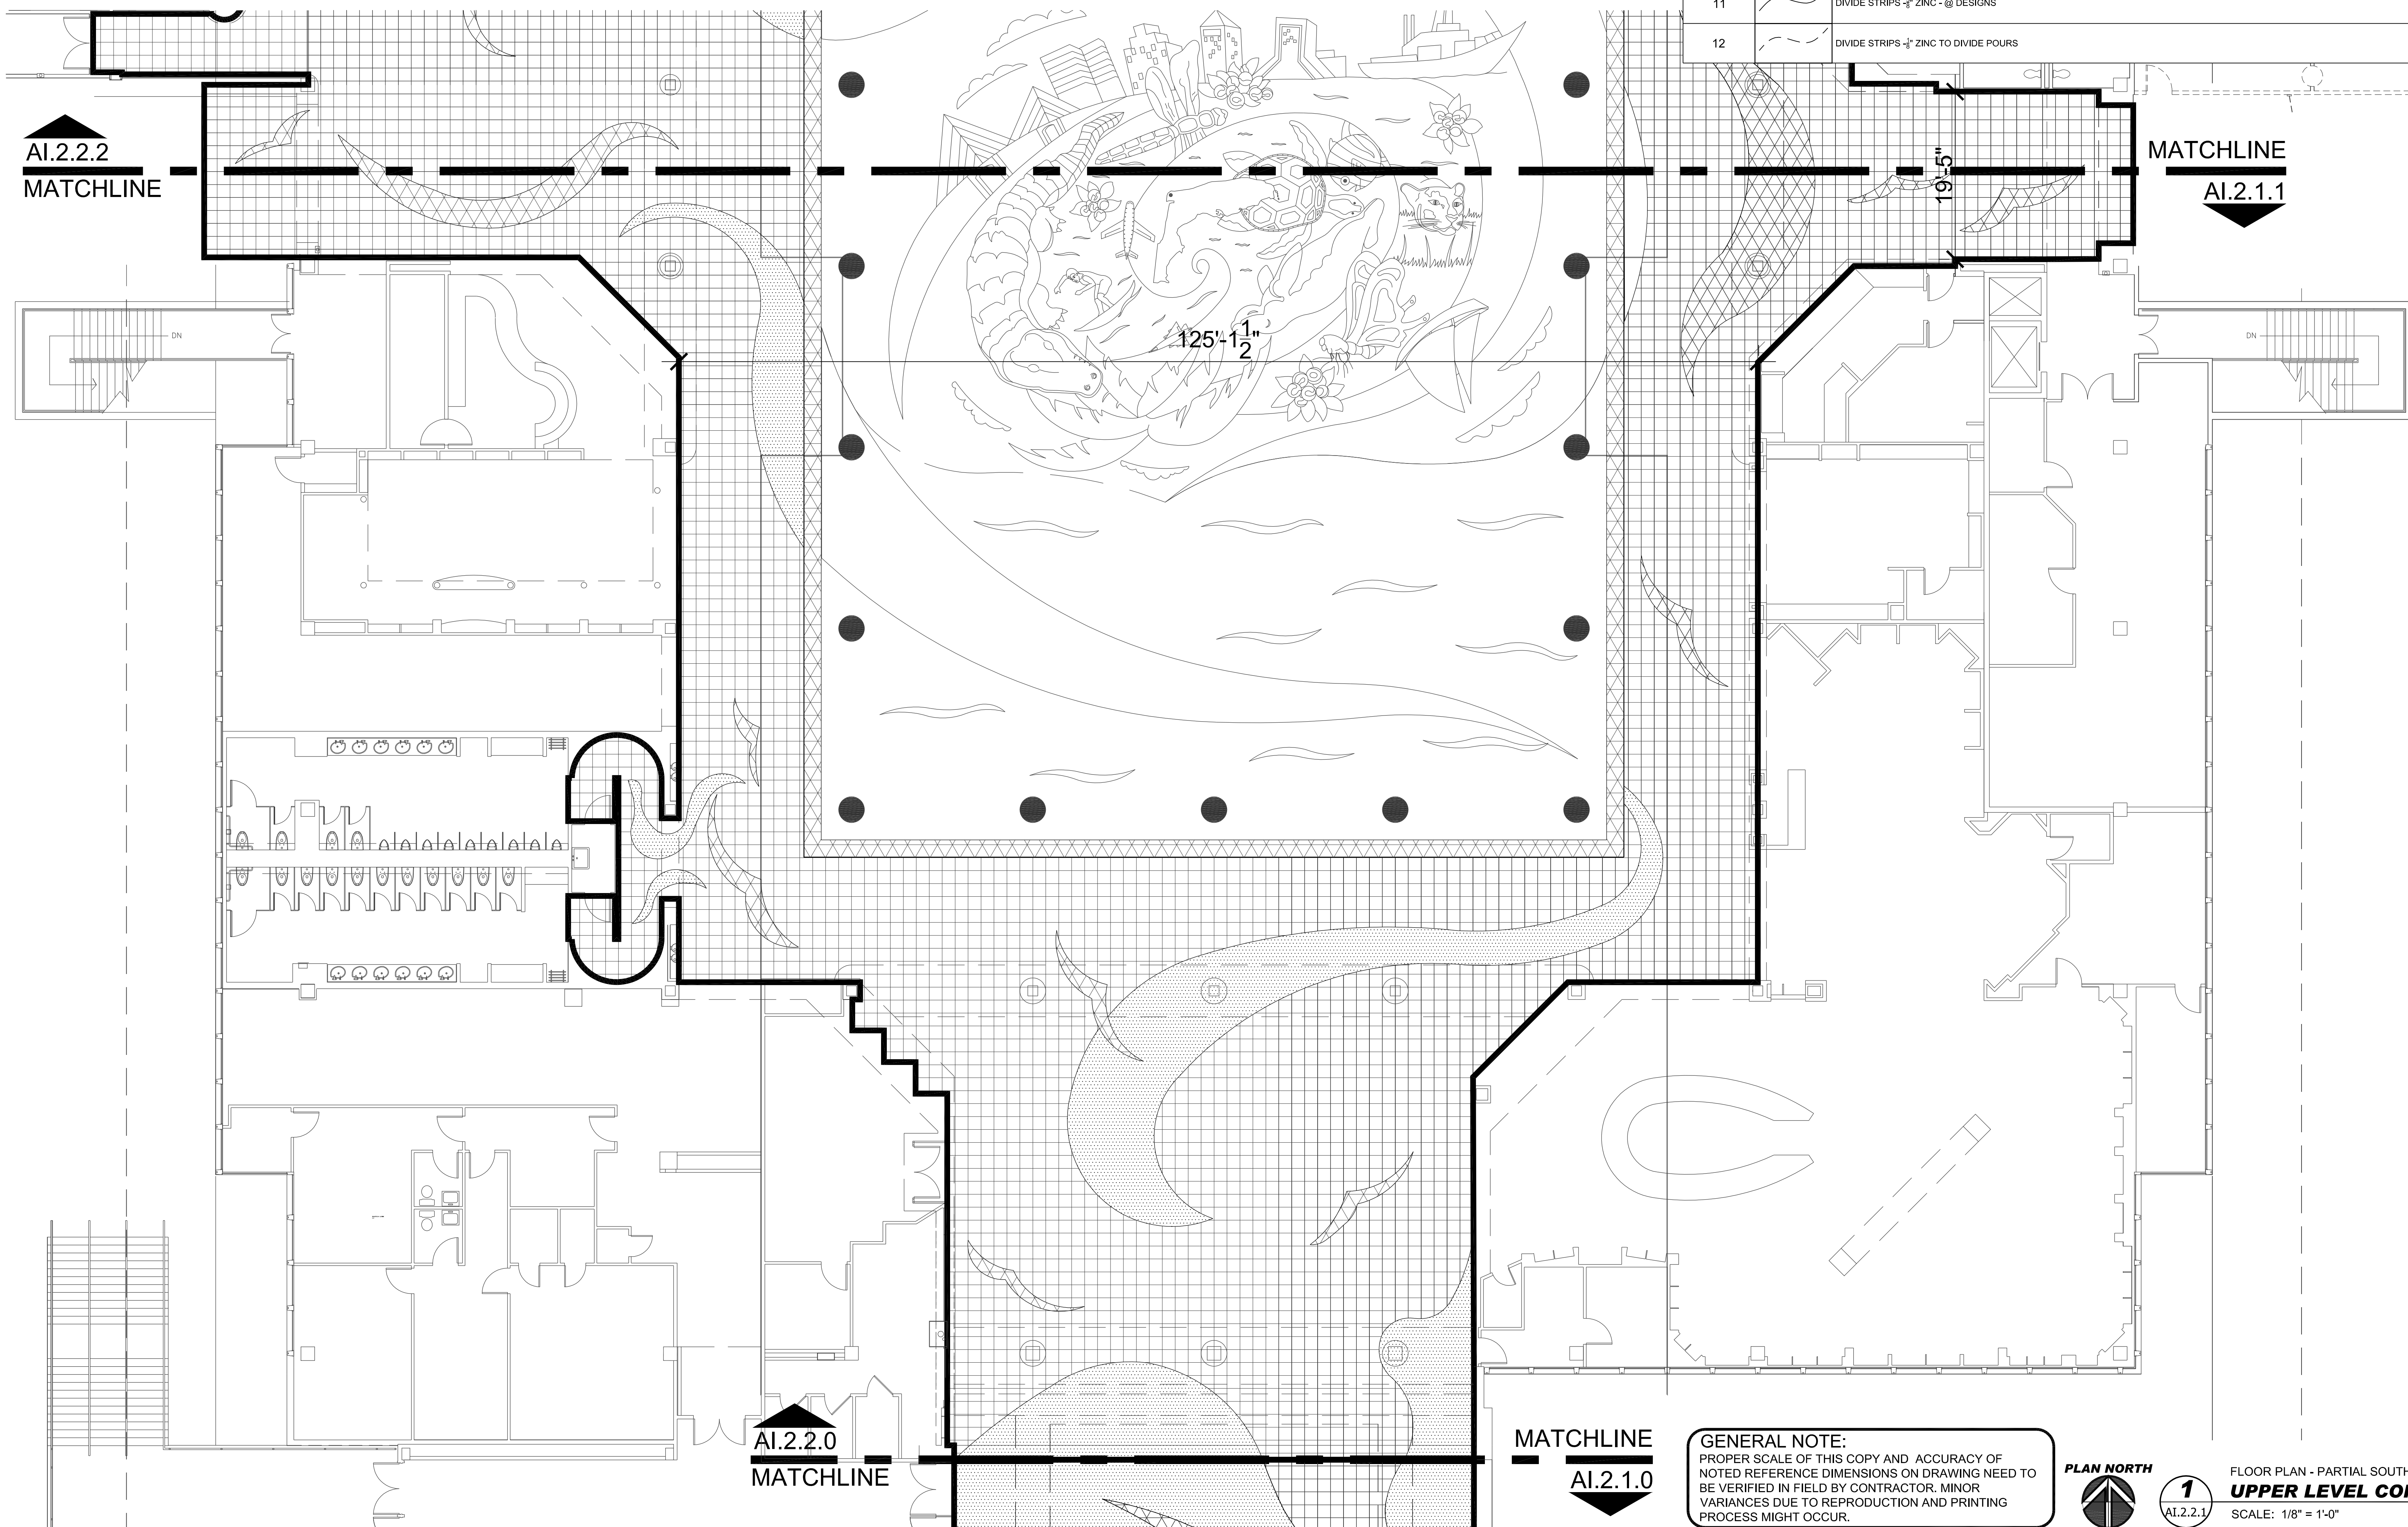 11
DIVIDE STRIPS -⅛" ZINC - @ DESIGNS
12
DIVIDE STRIPS -⅛" ZINC TO DIVIDE POURS
AI.2.2.2
MATCHLINE
MATCHLINE
AI.2.1.1
19'-5"
DN
DN
125'-1 1/2"
AI.2.2.0
MATCHLINE
MATCHLINE
AI.2.1.0
GENERAL NOTE:
PROPER SCALE OF THIS COPY AND ACCURACY OF
NOTED REFERENCE DIMENSIONS ON DRAWING NEED TO
BE VERIFIED IN FIELD BY CONTRACTOR. MINOR
VARIANCES DUE TO REPRODUCTION AND PRINTING
PROCESS MIGHT OCCUR.
PLAN NORTH
1
AI.2.2.1
FLOOR PLAN - PARTIAL SOUTH
UPPER LEVEL
SCALE: 1/8" = 1'-0"